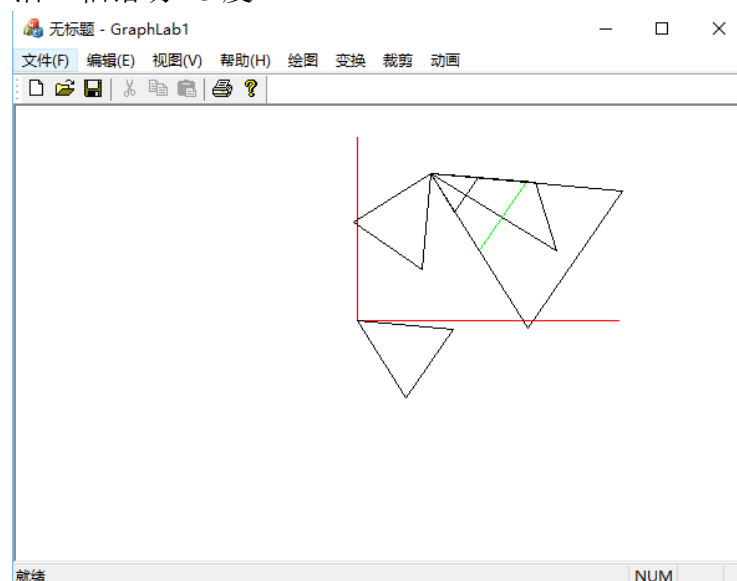 无标题 - GraphLab1
文件(F) 编辑(E) 视图(V) 帮助(H) 绘图 变换 裁剪 动画
就绪 NUM